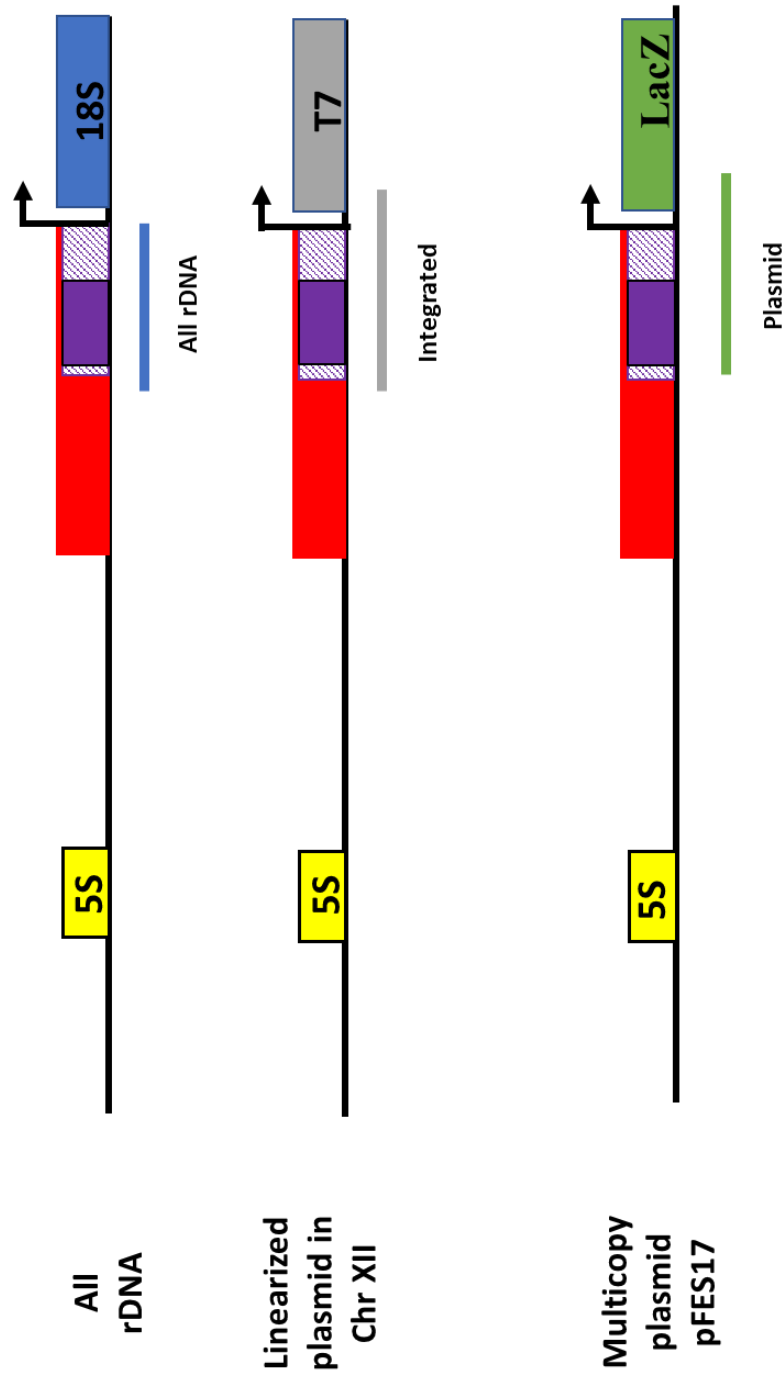 All
rDNA
5S
18S
All rDNA
Linearized
plasmid in
Chr XII
5S
T7
Integrated
Multicopy
plasmid
pFES17
5S
LacZ
Plasmid